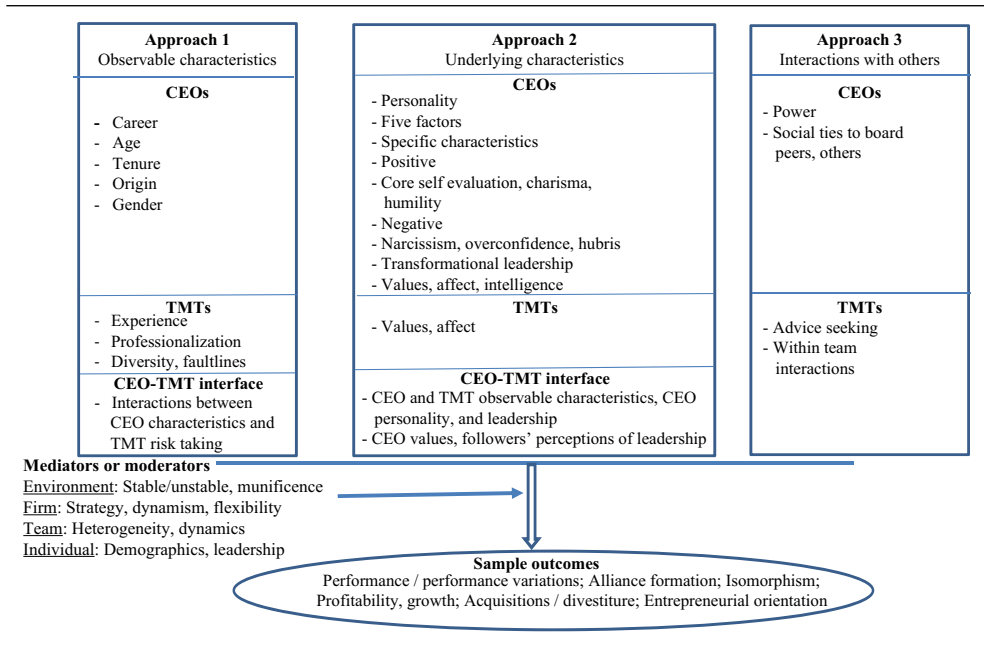 Approach 1
Observable characteristics
CEOs
- Career
- Age
- Tenure
- Origin
- Gender
TMTs
- Experience
- Professionalization
- Diversity, faultlines
CEO-TMT interface
- Interactions between
CEO characteristics and
TMT risk taking
Approach 2
Underlying characteristics
CEOs
- Personality
- Five factors
- Specific characteristics
- Positive
- Core self evaluation, charisma,
humility
- Negative
- Narcissism, overconfidence, hubris
- Transformational leadership
- Values, affect, intelligence
TMTs
- Values, affect
CEO-TMT interface
- CEO and TMT observable characteristics, CEO
personality, and leadership
- CEO values, followers’ perceptions of leadership
Approach 3
Interactions with others
CEOs
- Power
- Social ties to board
peers, others
TMTs
- Advice seeking
- Within team
interactions
Mediators or moderators
Environment: Stable/unstable, munificence
Firm: Strategy, dynamism, flexibility
Team: Heterogeneity, dynamics
Individual: Demographics, leadership
Sample outcomes
Performance / performance variations; Alliance formation; Isomorphism;
Profitability, growth; Acquisitions / divestiture; Entrepreneurial orientation